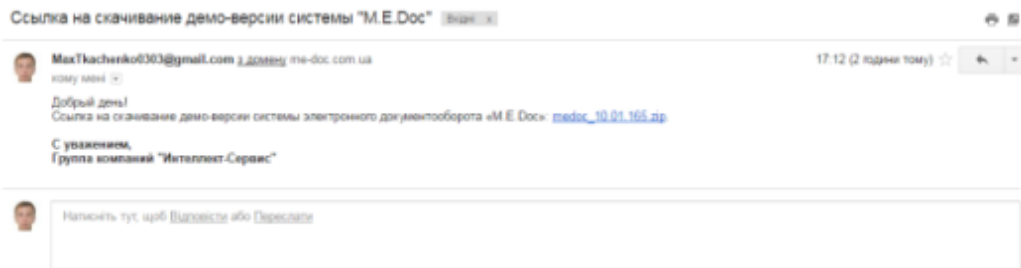 Ссылка на скачивание демо-версии системы "M.E.Doc" Вхідні x
MaxTkachenko0303@gmail.com з домену me-doc.com.ua 17:12 (2 години тому)
кому мені
Добрый день!
Ссылка на скачивание демо-версии системы электронного документооборота «M.E.Doc»: medoc_10.01.165.zip
С уважением,
Группа компаний "Интеллект-Сервис"
Натисніть тут, щоб Відповісти або Переслати